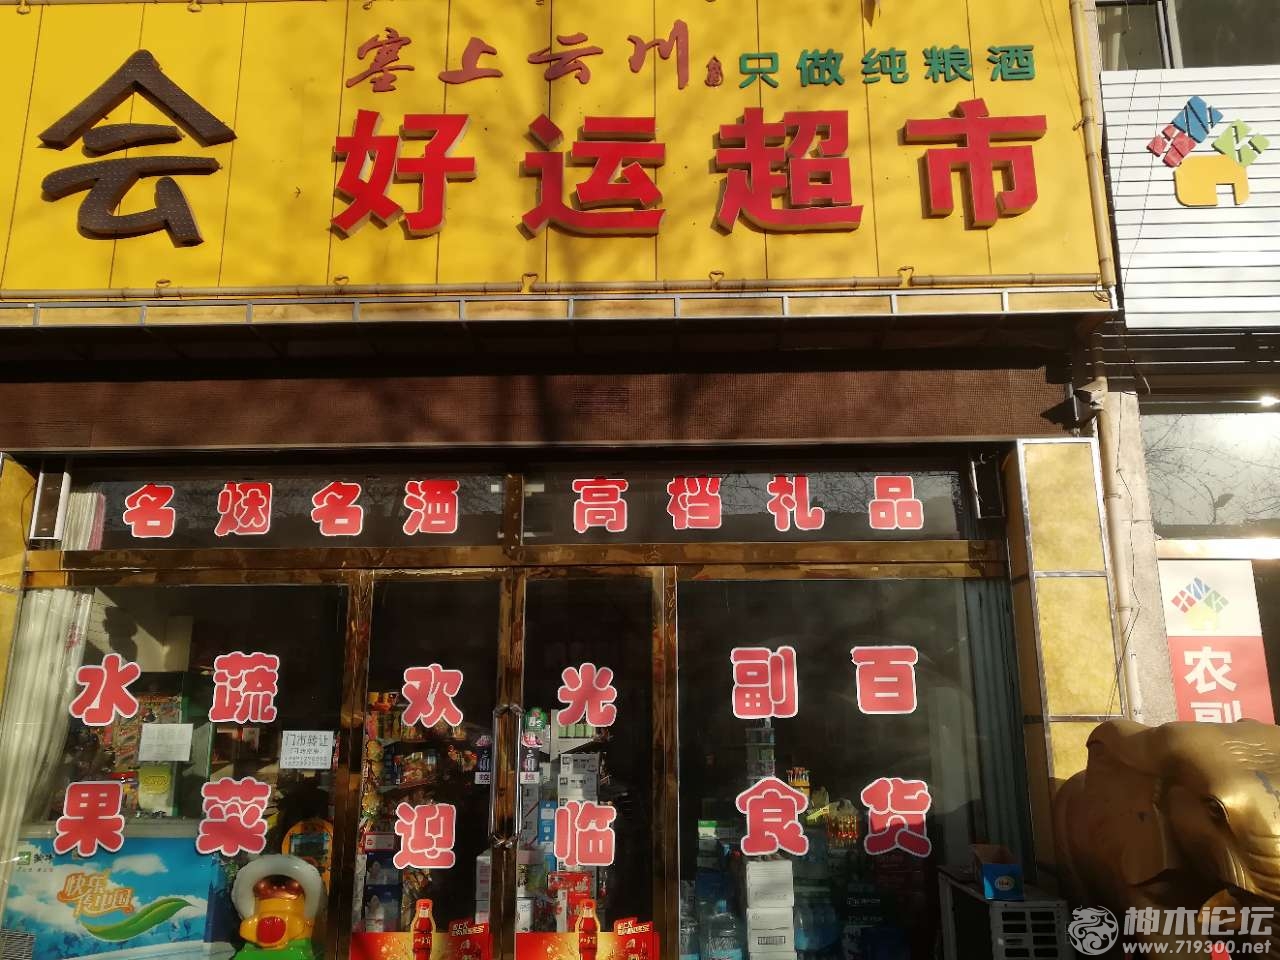 塞上云川 只做纯粮酒
会 好运超市
名烟名酒 高档礼品
水果 蔬菜 欢迎 光临 副食 百货
门市转让
农副
快乐在中国
神木论坛
www.719300.net